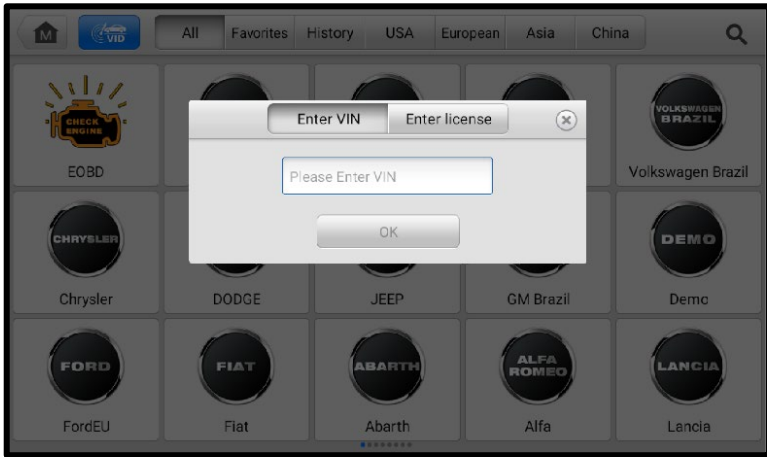 M
VID
All
Favorites
History
USA
European
Asia
China
CHECK
ENGINE
EOBD
Enter VIN
Enter license
Please Enter VIN
OK
VOLKSWAGEN
BRAZIL
Volkswagen Brazil
CHRYSLER
Chrysler
DODGE
JEEP
GM Brazil
DEMO
Demo
FORD
FordEU
FIAT
Fiat
ABARTH
Abarth
ALFA
ROMEO
Alfa
LANCIA
Lancia